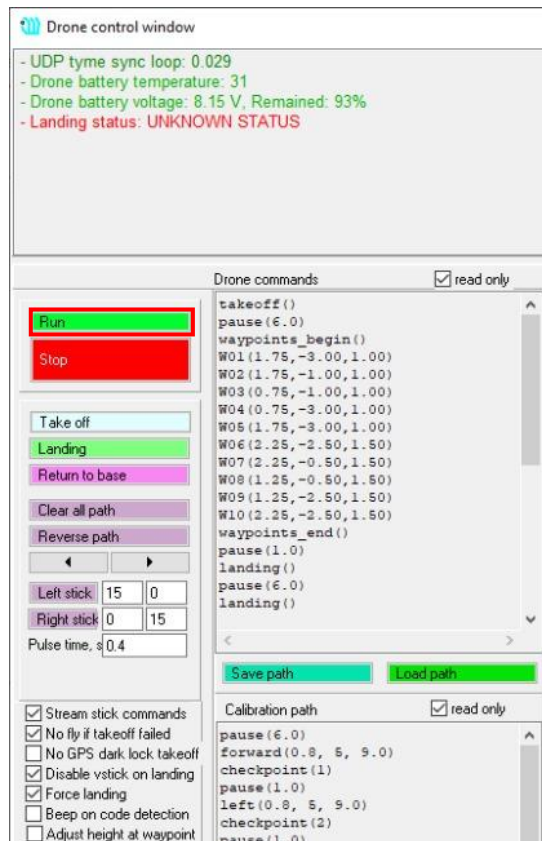 Drone control window
- UDP tyme sync loop: 0.029
- Drone battery temperature: 31
- Drone battery voltage: 8.15 V, Remained: 93%
- Landing status: UNKNOWN STATUS
Drone commands
read only
Run
Stop
Take off
Landing
Return to base
Clear all path
Reverse path
Left stick 15 0
Right stick 0 15
Pulse time, s 0.4
Stream stick commands
No fly if takeoff failed
No GPS dark lock takeoff
Disable vstick on landing
Force landing
Beep on code detection
Adjust height at waypoint
takeoff()
pause(6.0)
waypoints_begin()
W01(1.75,-3.00,1.00)
W02(1.75,-1.00,1.00)
W03(0.75,-1.00,1.00)
W04(0.75,-3.00,1.00)
W05(1.75,-3.00,1.00)
W06(2.25,-2.50,1.50)
W07(2.25,-0.50,1.50)
W08(1.25,-0.50,1.50)
W09(1.25,-2.50,1.50)
W10(2.25,-2.50,1.50)
waypoints_end()
pause(1.0)
landing()
pause(6.0)
landing()
Save path
Load path
Calibration path
read only
pause(6.0)
forward(0.8, 5, 9.0)
checkpoint(1)
pause(1.0)
left(0.8, 5, 9.0)
checkpoint(2)
pause(1.0)